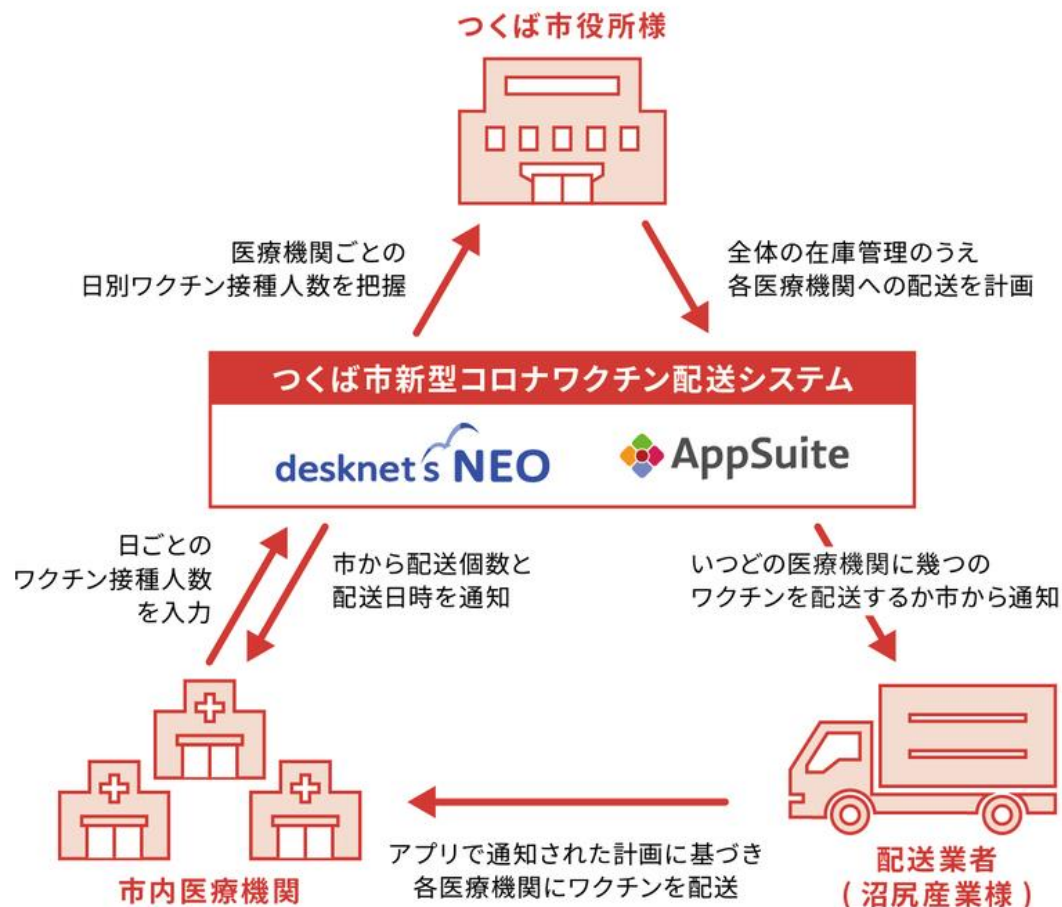 つくば市役所様
医療機関ごとの
日別ワクチン接種人数を把握
全体の在庫管理のうえ
各医療機関への配送を計画
つくば市新型コロナワクチン配送システム
desknet's NEO
AppSuite
日ごとの
ワクチン接種人数
を入力
市から配送個数と
配送日時を通知
いつどの医療機関に幾つの
ワクチンを配送するか市から通知
アプリで通知された計画に基づき
各医療機関にワクチンを配送
市内医療機関
配送業者
(沼尻産業様)